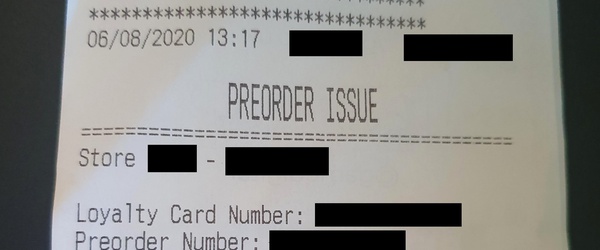 ******************************
*******************************
06/08/2020 13:17
PREORDER ISSUE
==================================================
Store -
Loyalty Card Number:
Preorder Number: